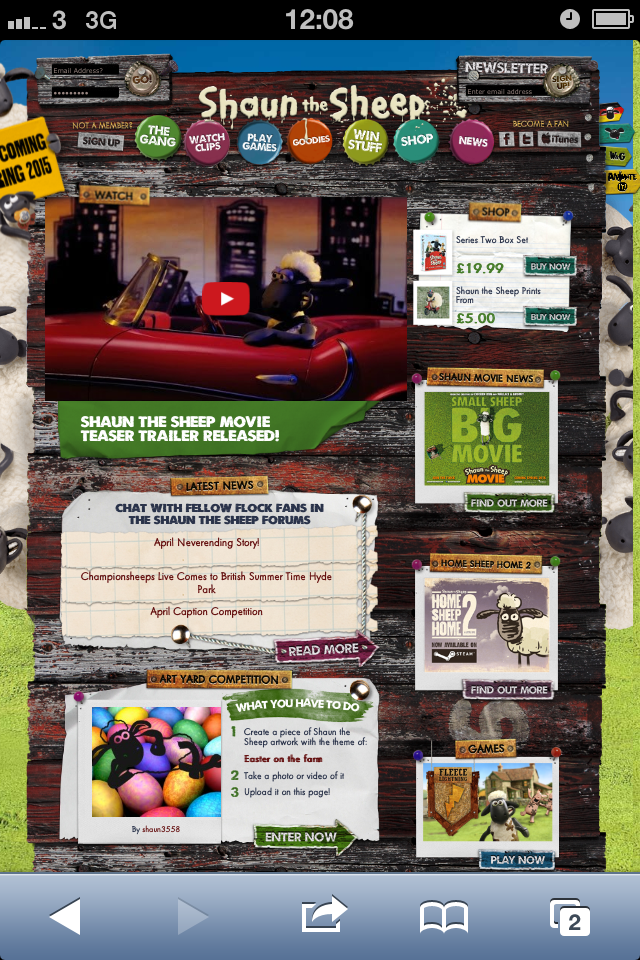 3 3G 12:08
Email Address?
GO!
NEWSLETTER
Enter email address
SIGN UP!
Shaun the Sheep
COMING
ING 2015
NOT A MEMBER?
SIGN UP
THE GANG
WATCH CLIPS
PLAY GAMES
GOODIES
WIN STUFF
SHOP
NEWS
BECOME A FAN
f t iTunes
W&G
WATCH
SHAUN THE SHEEP MOVIE
TEASER TRAILER RELEASED!
SHOP
Series Two Box Set
£19.99 BUY NOW
Shaun the Sheep Prints
From
£5.00 BUY NOW
SHAUN MOVIE NEWS
SMALL SHEEP
BIG
MOVIE
Shaun the Sheep
MOVIE
FIND OUT MORE
LATEST NEWS
CHAT WITH FELLOW FLOCK FANS IN
THE SHAUN THE SHEEP FORUMS
April Neverending Story!
Championsheeps Live Comes to British Summer Time Hyde
Park
April Caption Competition
READ MORE
HOME SHEEP HOME 2
HOME
SHEEP
HOME 2
NOW AVAILABLE ON
STEAM
FIND OUT MORE
ART YARD COMPETITION
WHAT YOU HAVE TO DO
1 Create a piece of Shaun the
Sheep artwork with the theme of:
Easter on the farm
2 Take a photo or video of it
3 Upload it on this page!
By shaun3558
ENTER NOW
GAMES
FLEECE
LIGHTNING
PLAY NOW
2